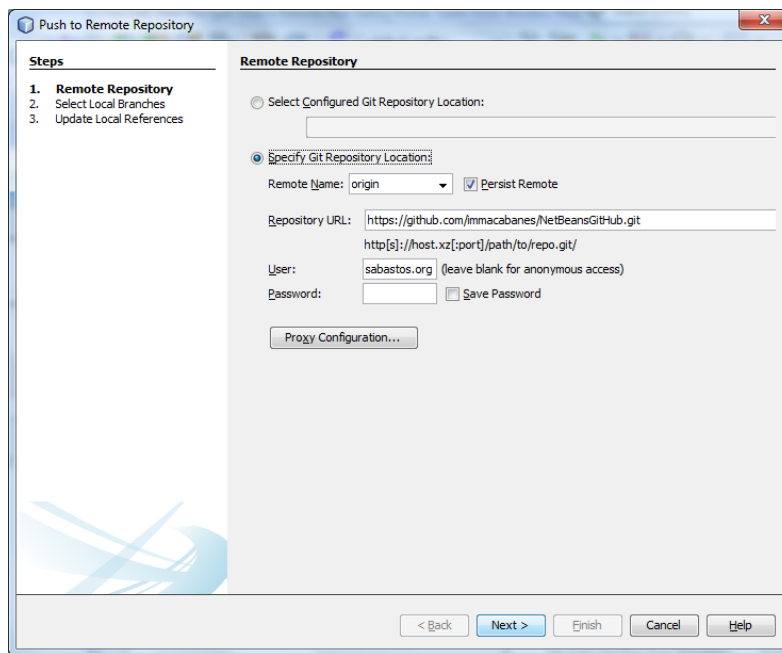 Push to Remote Repository
Steps
1. Remote Repository
2. Select Local Branches
3. Update Local References
Remote Repository
Select Configured Git Repository Location:
Specify Git Repository Location:
Remote Name: origin Persist Remote
Repository URL: https://github.com/immacabanes/NetBeansGitHub.git
http[s]://host.xz[:port]/path/to/repo.git/
User: sabastos.org (leave blank for anonymous access)
Password: Save Password
Proxy Configuration...
< Back Next > Finish Cancel Help